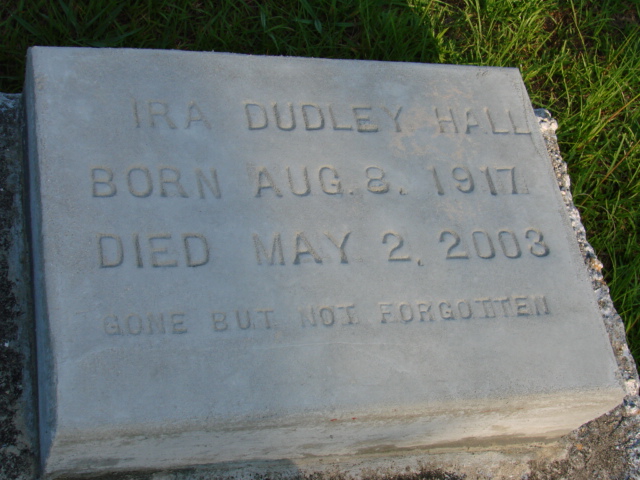 IRA DUDLEY HALL
BORN AUG. 8. 1917
DIED MAY 2, 2003
GONE BUT NOT FORGOTTEN